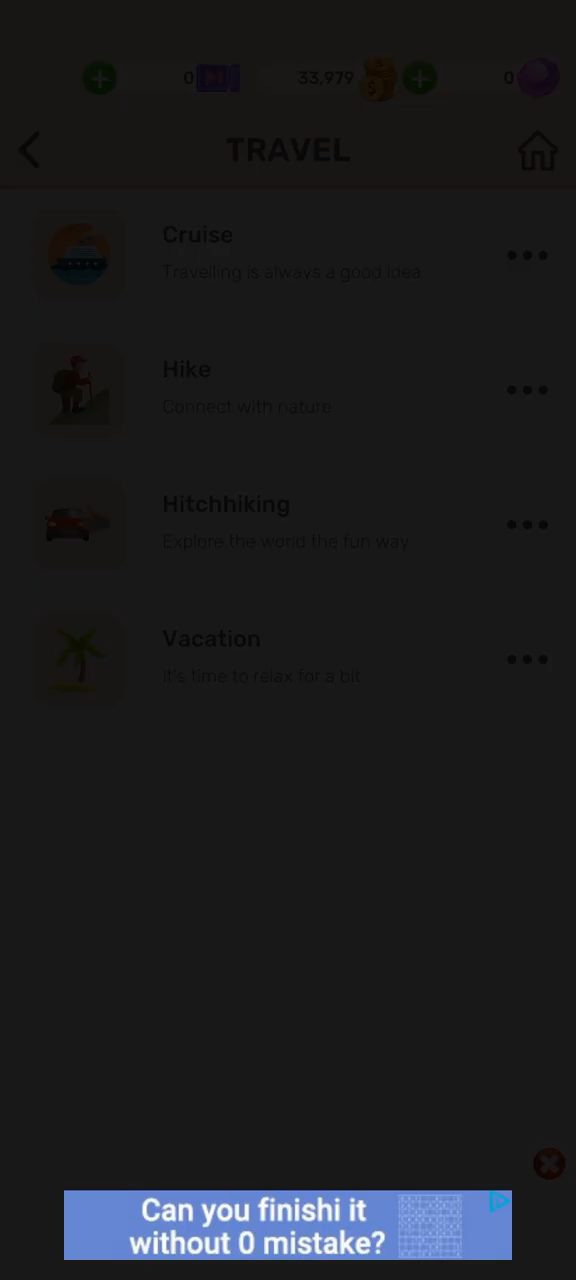 0
33,979
0
TRAVEL
Cruise
Travelling is always a good idea
Hike
Connect with nature
Hitchhiking
Explore the world the fun way
Vacation
It's time to relax for a bit
Can you finishi it
without 0 mistake?